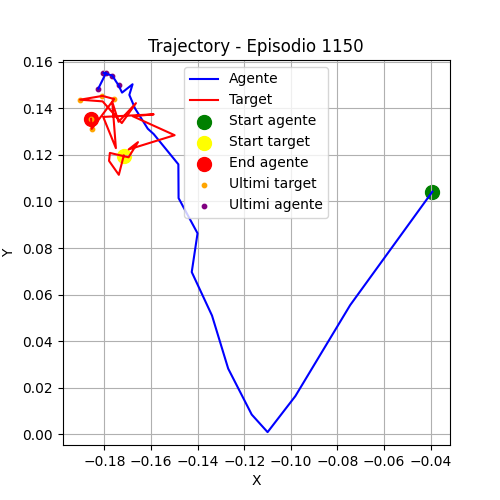 Trajectory - Episodio 1150
Agente
Target
Start agente
Start target
End agente
Ultimi target
Ultimi agente
Y
0.16
0.14
0.12
0.10
0.08
0.06
0.04
0.02
0.00
−0.18 −0.16 −0.14 −0.12 −0.10 −0.08 −0.06 −0.04
X